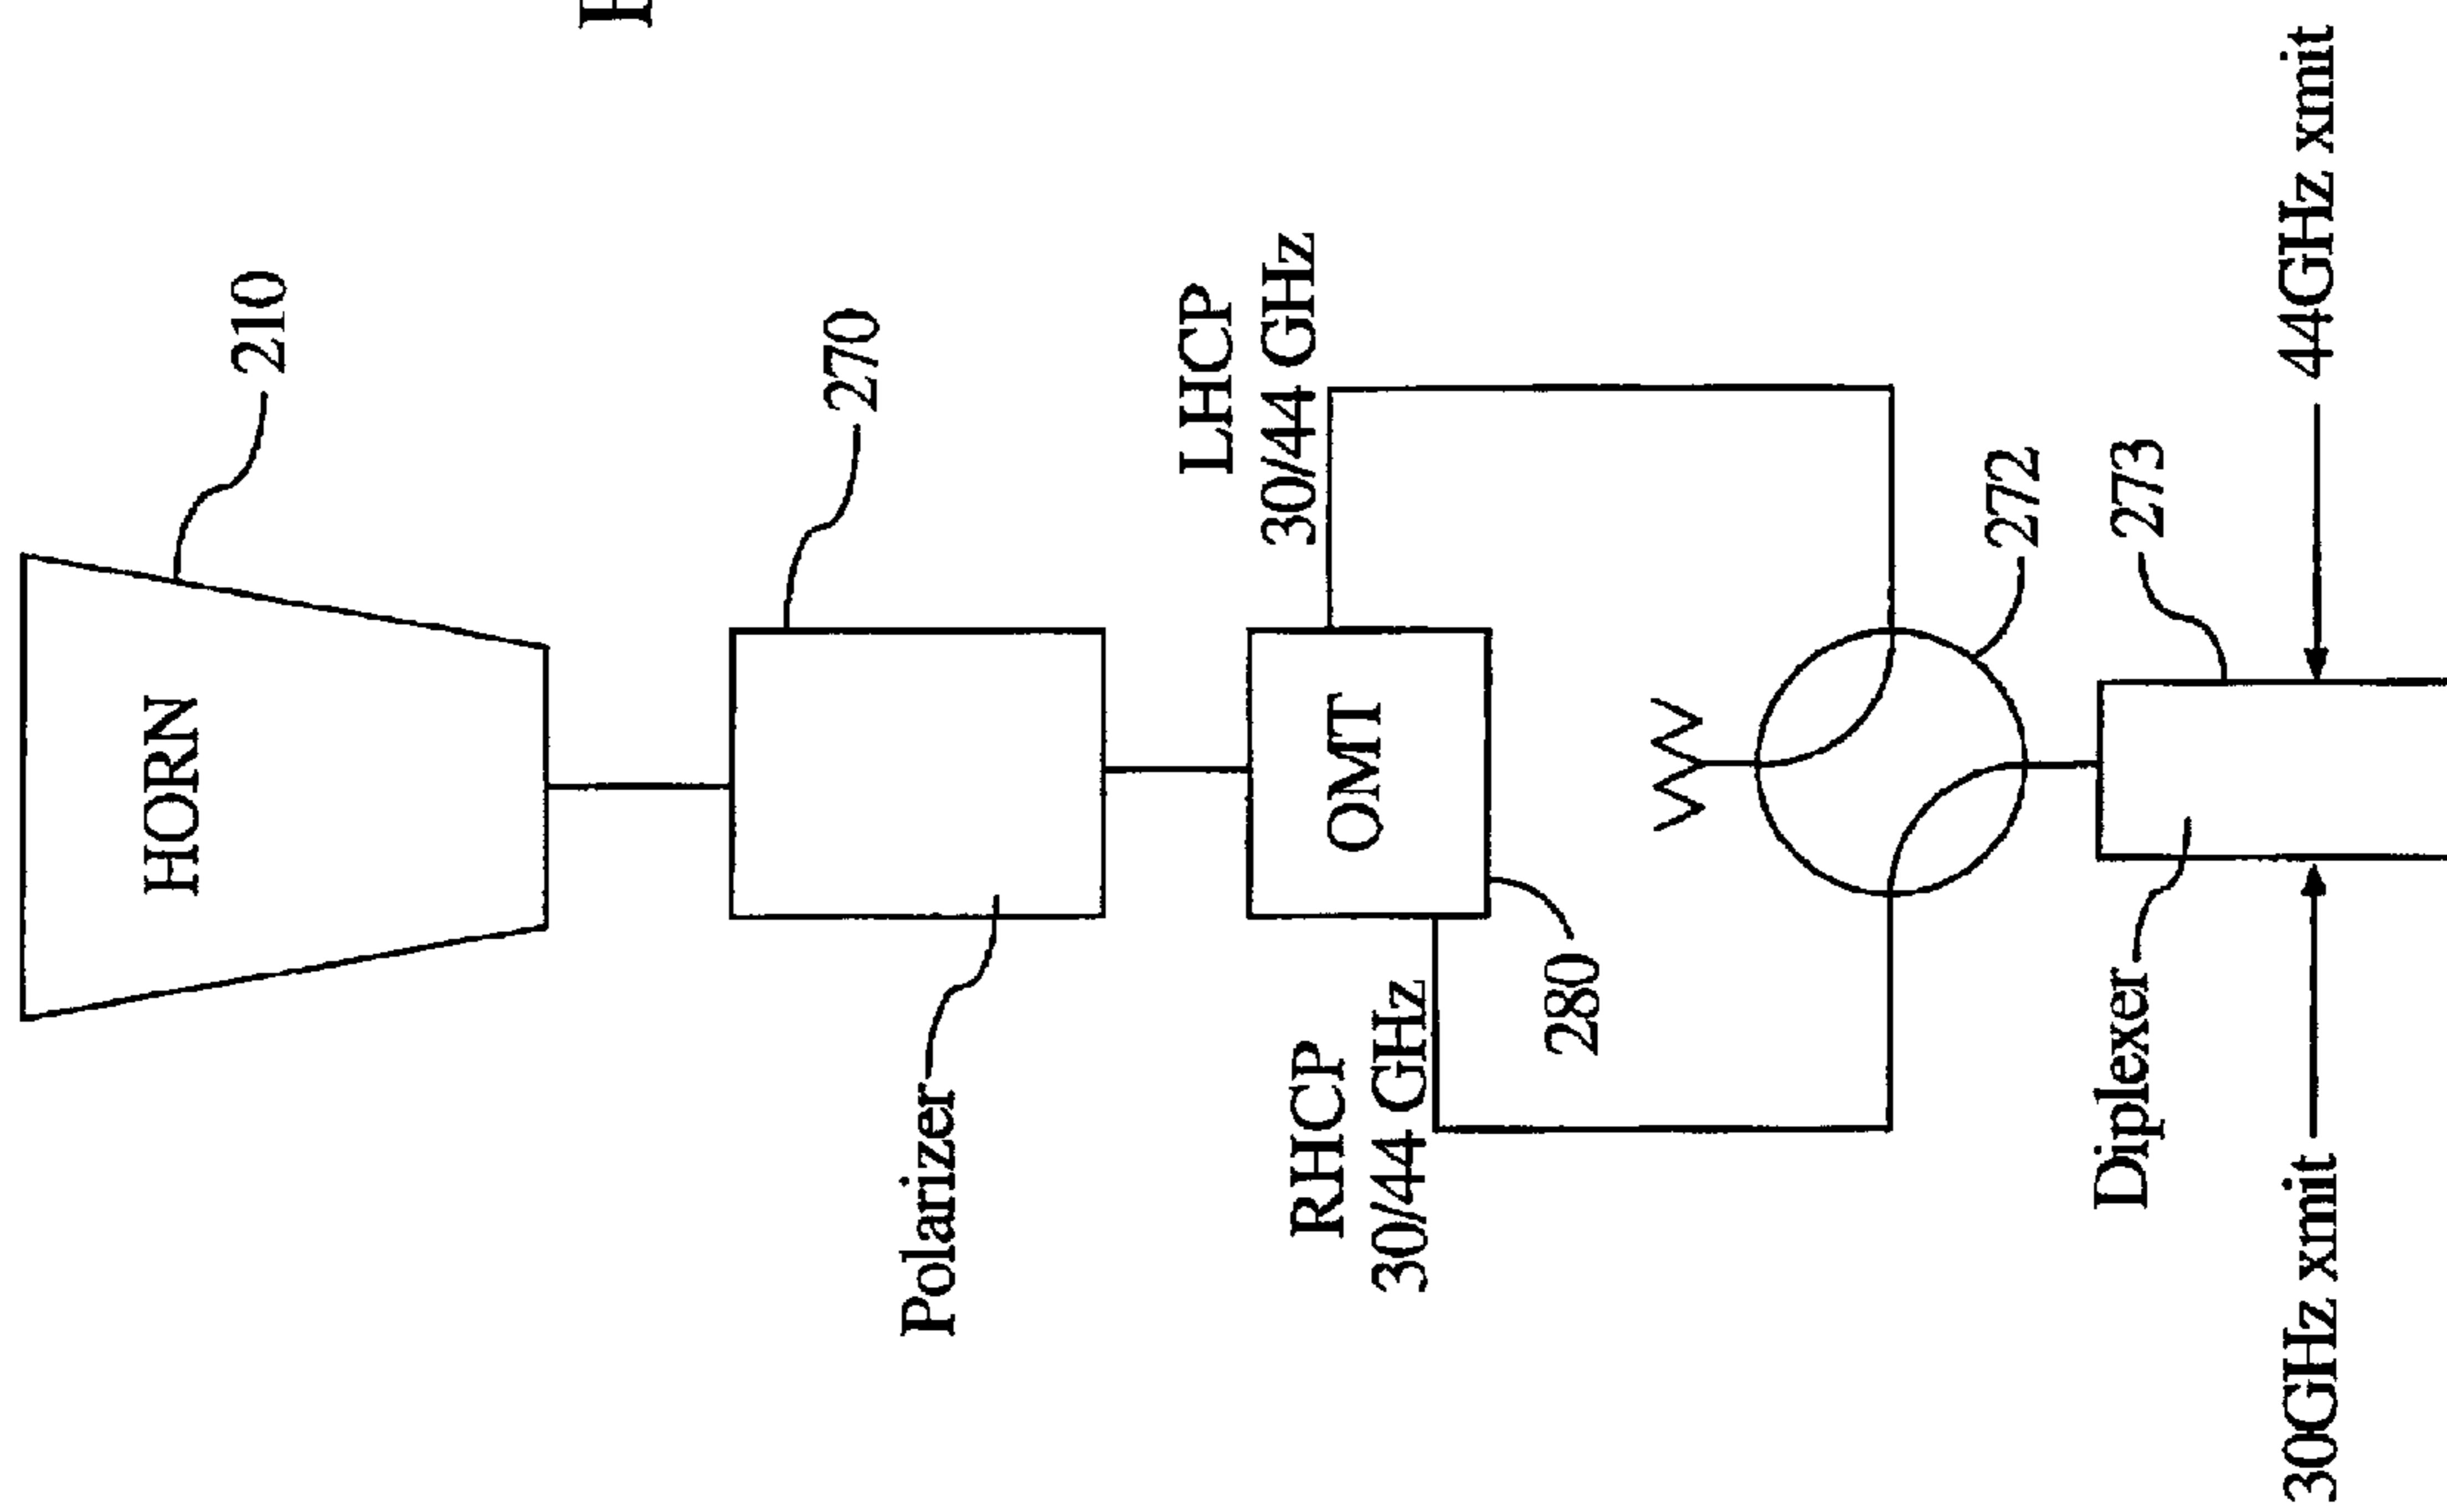 HORN
210
270
Polarizer
LHCP
30/44 GHz
OMT
RHCP
30/44 GHz
280
272
273
Diplexer
44GHz xmit
30GHz xmit